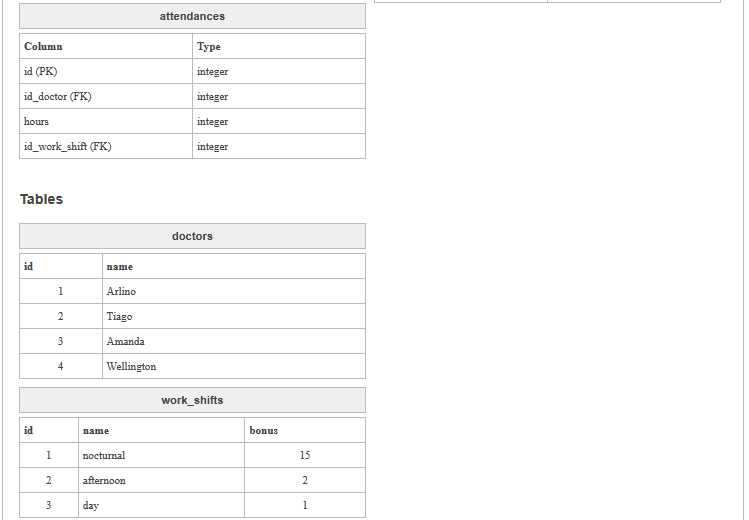 attendances
Column Type
id (PK) integer
id_doctor (FK) integer
hours integer
id_work_shift (FK) integer
Tables
doctors
id name
1 Arlino
2 Tiago
3 Amanda
4 Wellington
work_shifts
id name bonus
1 nocturnal 15
2 afternoon 2
3 day 1